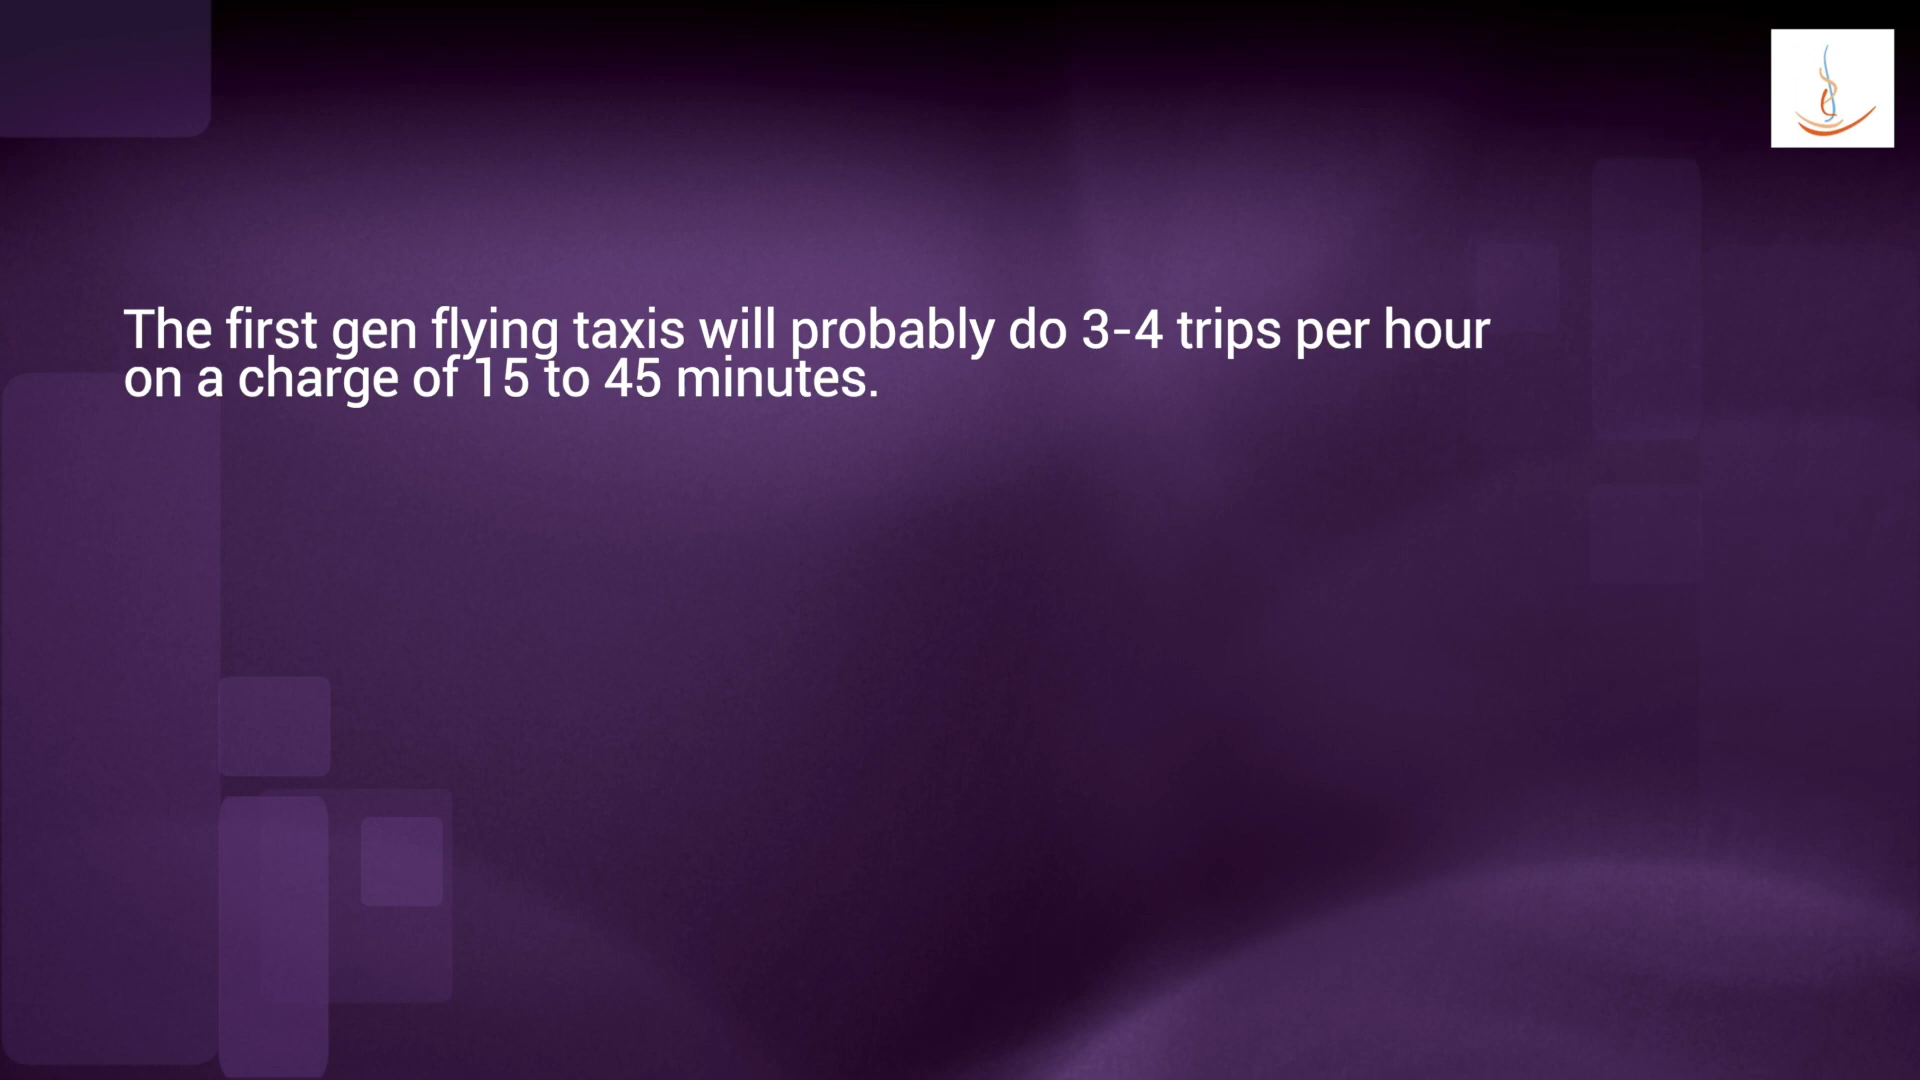 The first gen flying taxis will probably do 3-4 trips per hour
on a charge of 15 to 45 minutes.